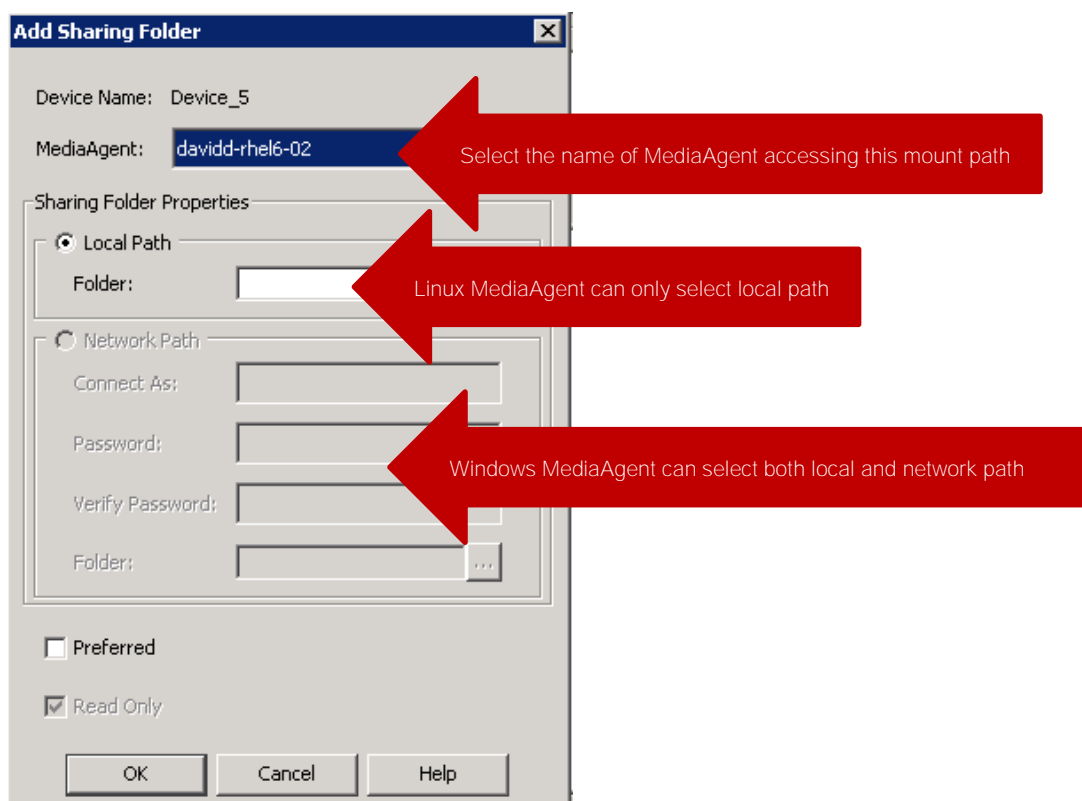 Add Sharing Folder
Device Name: Device_5
MediaAgent: davidd-rhel6-02
Select the name of MediaAgent accessing this mount path
Sharing Folder Properties
Local Path
Folder:
Linux MediaAgent can only select local path
Network Path
Connect As:
Password:
Windows MediaAgent can select both local and network path
Verify Password:
Folder:
...
Preferred
Read Only
OK Cancel Help